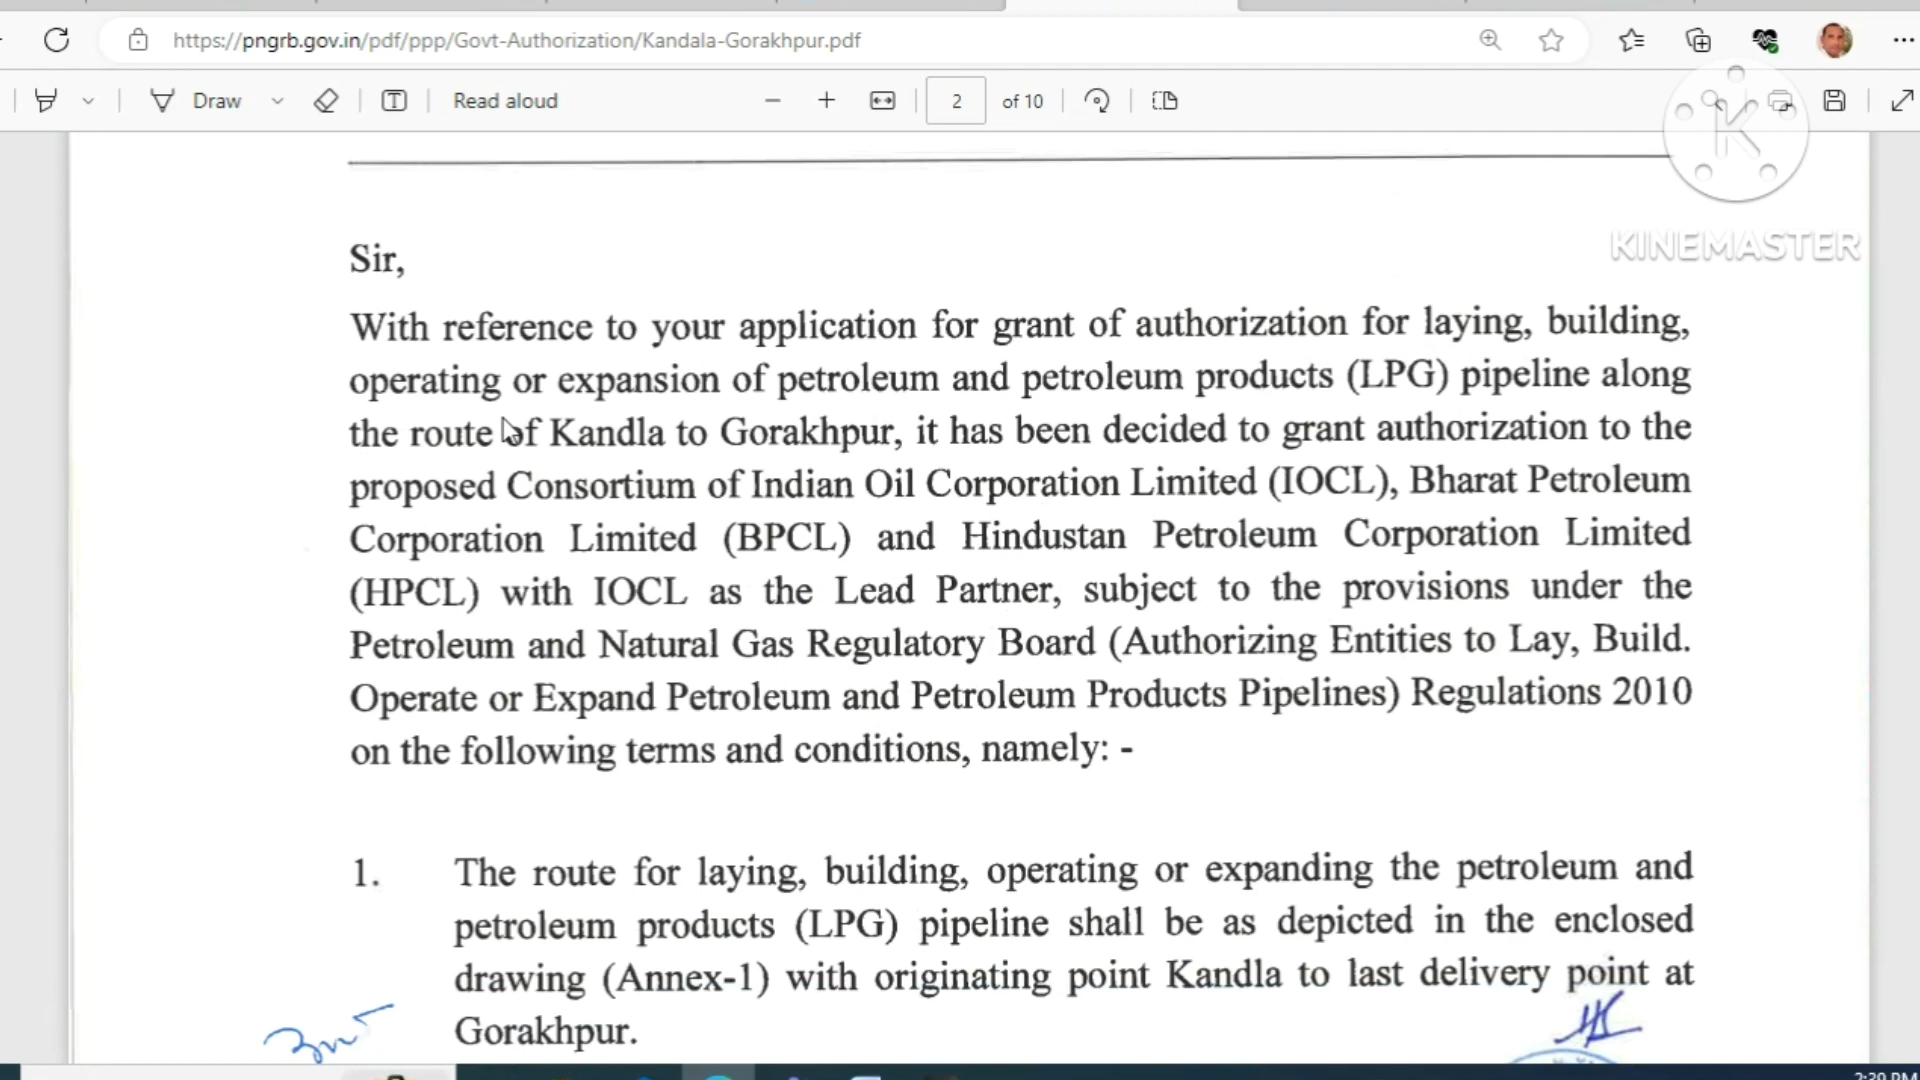 https://pngrb.gov.in/pdf/ppp/Govt-Authorization/Kandala-Gorakhpur.pdf
Draw
Read aloud
2 of 10
KINEMASTER
Sir,
With reference to your application for grant of authorization for laying, building,
operating or expansion of petroleum and petroleum products (LPG) pipeline along
the route of Kandla to Gorakhpur, it has been decided to grant authorization to the
proposed Consortium of Indian Oil Corporation Limited (IOCL), Bharat Petroleum
Corporation Limited (BPCL) and Hindustan Petroleum Corporation Limited
(HPCL) with IOCL as the Lead Partner, subject to the provisions under the
Petroleum and Natural Gas Regulatory Board (Authorizing Entities to Lay, Build.
Operate or Expand Petroleum and Petroleum Products Pipelines) Regulations 2010
on the following terms and conditions, namely: -
1. The route for laying, building, operating or expanding the petroleum and
petroleum products (LPG) pipeline shall be as depicted in the enclosed
drawing (Annex-1) with originating point Kandla to last delivery point at
Gorakhpur.